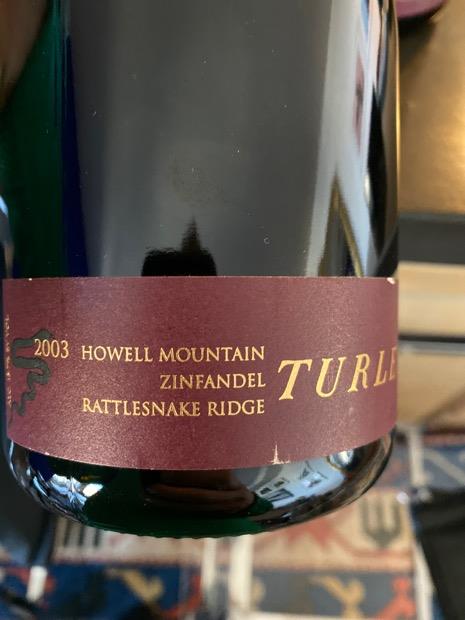 2003 HOWELL MOUNTAIN
ZINFANDEL
RATTLESNAKE RIDGE
TURLE